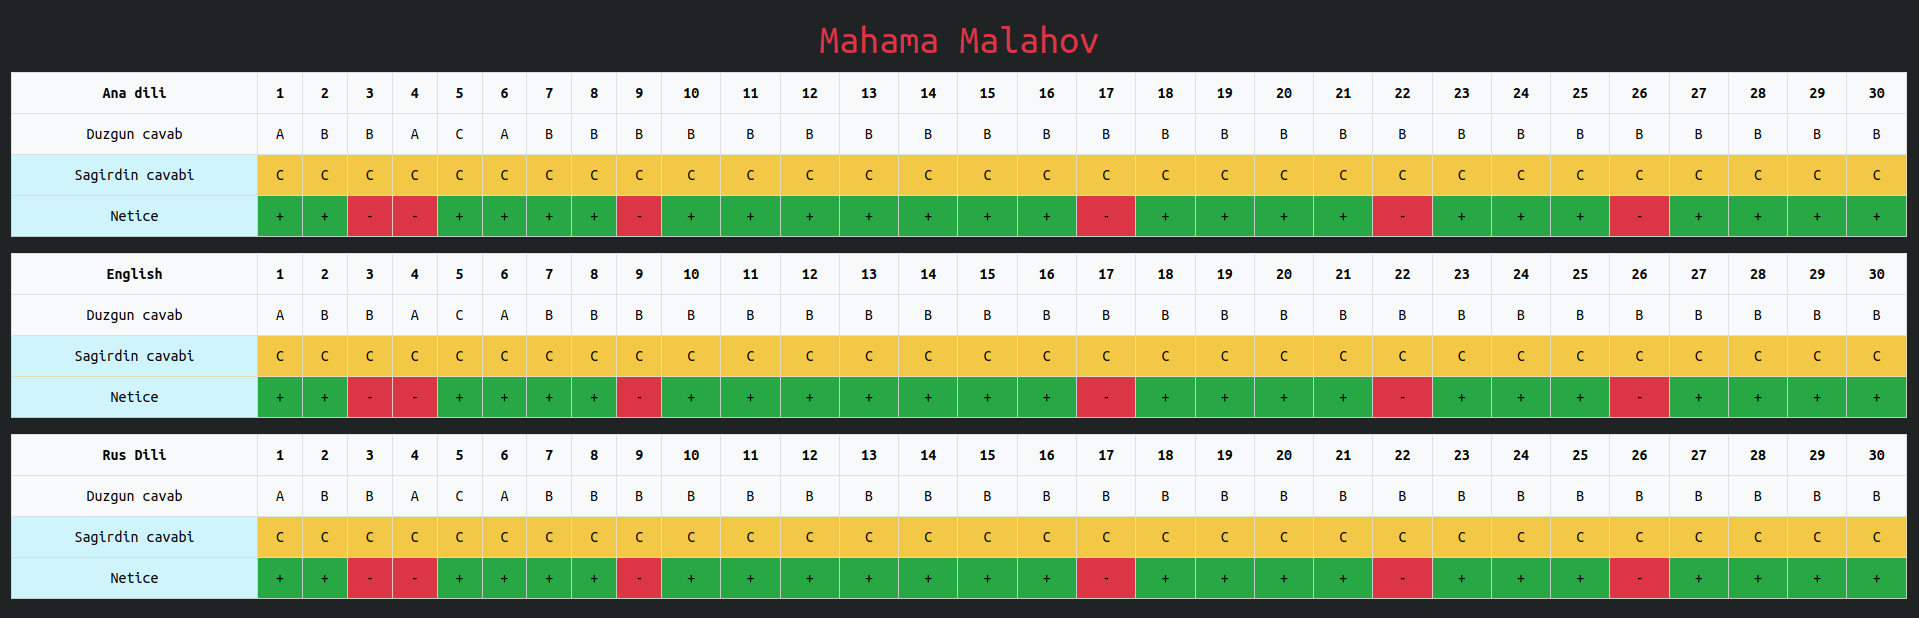 Mahama Malahov
Ana dili 1 2 3 4 5 6 7 8 9 10 11 12 13 14 15 16 17 18 19 20 21 22 23 24 25 26 27 28 29 30
Duzgun cavab A B B A C A B B B B B B B B B B B B B B B B B B B B B B B B
Sagirdin cavabi C C C C C C C C C C C C C C C C C C C C C C C C C C C C C C
Netice + + - - + + + + - + + + + + + + - + + + + - + + + - + + + +
English 1 2 3 4 5 6 7 8 9 10 11 12 13 14 15 16 17 18 19 20 21 22 23 24 25 26 27 28 29 30
Duzgun cavab A B B A C A B B B B B B B B B B B B B B B B B B B B B B B B
Sagirdin cavabi C C C C C C C C C C C C C C C C C C C C C C C C C C C C C C
Netice + + - - + + + + - + + + + + + + - + + + + - + + + - + + + +
Rus Dili 1 2 3 4 5 6 7 8 9 10 11 12 13 14 15 16 17 18 19 20 21 22 23 24 25 26 27 28 29 30
Duzgun cavab A B B A C A B B B B B B B B B B B B B B B B B B B B B B B B
Sagirdin cavabi C C C C C C C C C C C C C C C C C C C C C C C C C C C C C C
Netice + + - - + + + + - + + + + + + + - + + + + - + + + - + + + +